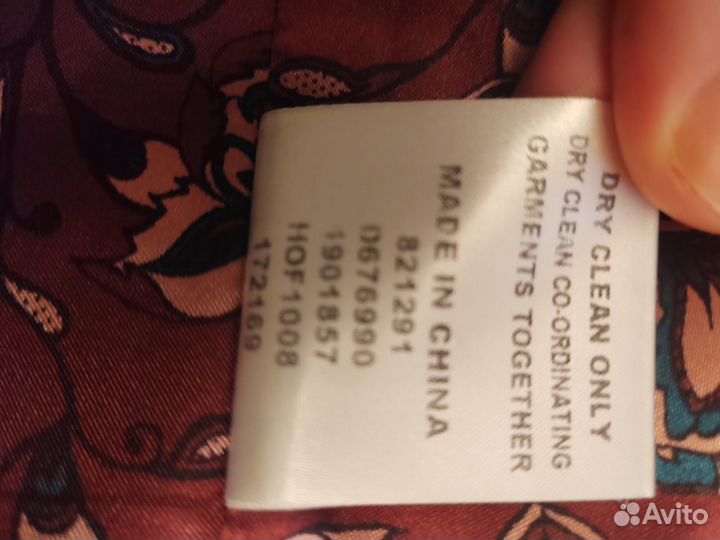 DRY CLEAN ONLY
DRY CLEAN CO-ORDINATING
GARMENTS TOGETHER
MADE IN CHINA
821291
0676990
1901857
HOF1008
172169
Avito